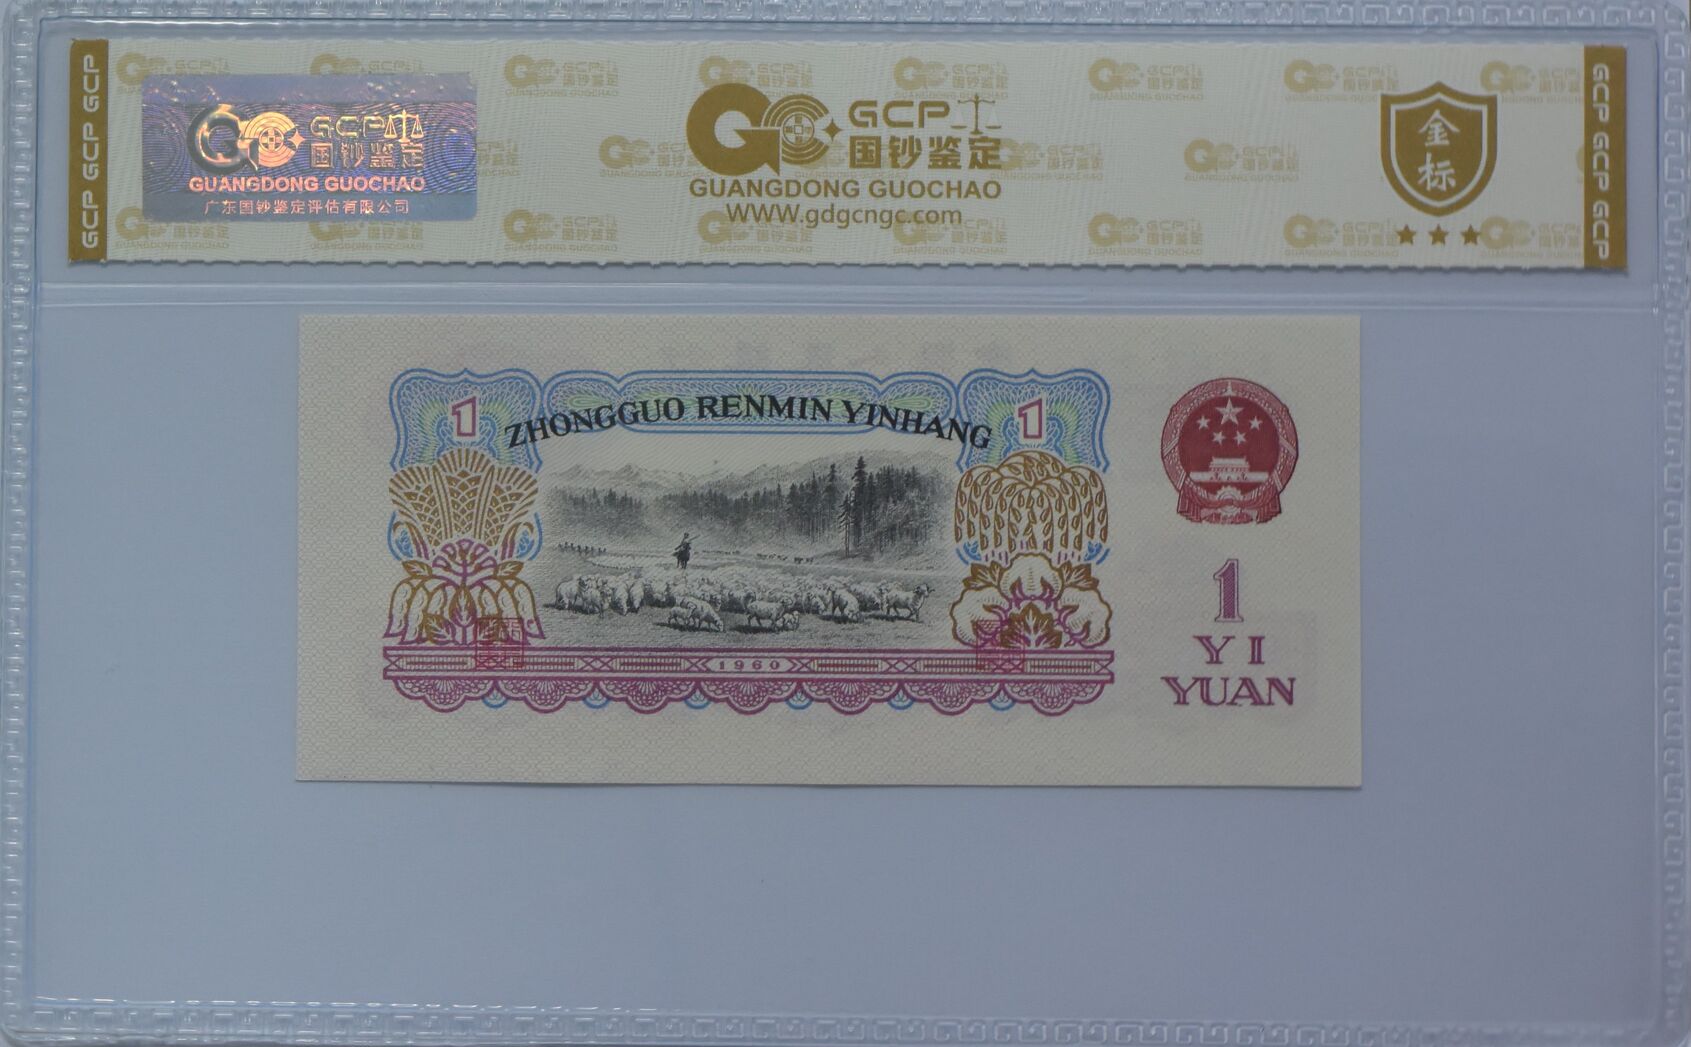 GCP GCP GCP
GCP 国钞鉴定
GUANGDONG GUOCHAO
广东国钞鉴定评估有限公司
GCP
国钞鉴定
GUANGDONG GUOCHAO
WWW.gdgcngc.com
金标
GCP GCP GCP
ZHONGGUO RENMIN YINHANG
1
1
1960
1
YI
YUAN